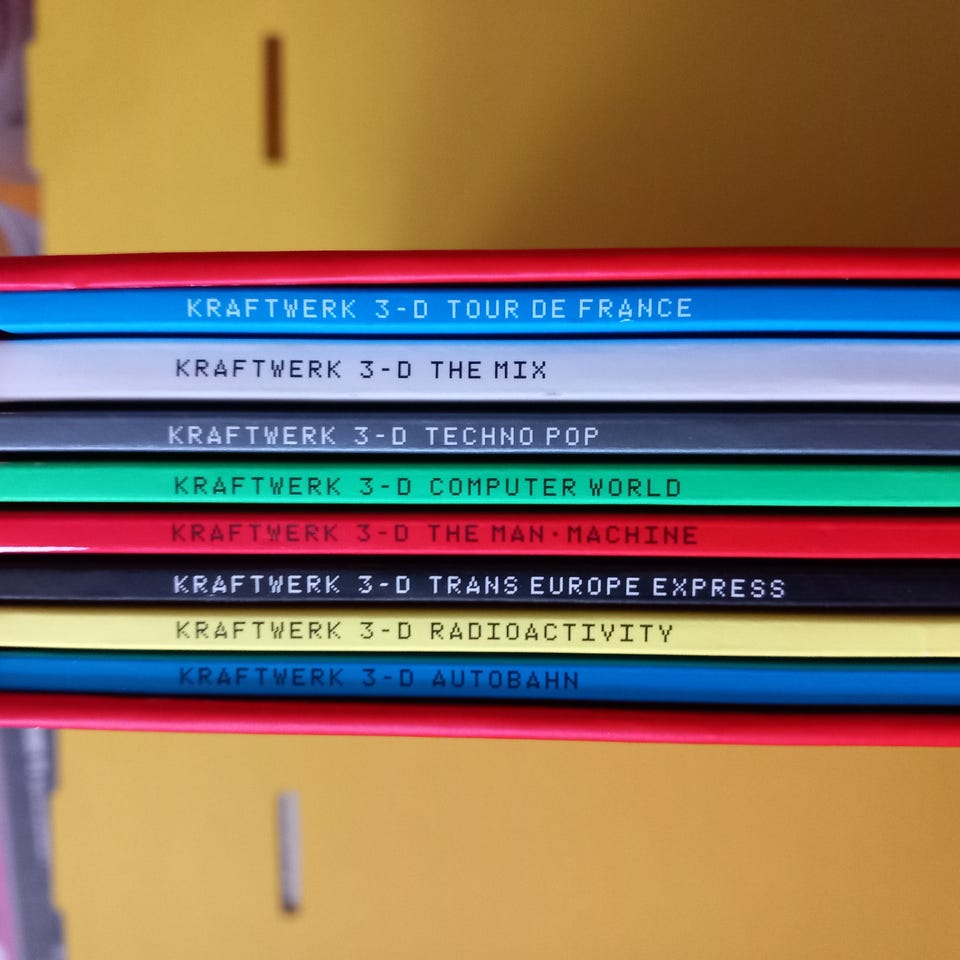 KRAFTWERK 3-D TOUR DE FRANCE
KRAFTWERK 3-D THE MIX
KRAFTWERK 3-D TECHNO POP
KRAFTWERK 3-D COMPUTER WORLD
KRAFTWERK 3-D THE MAN·MACHINE
KRAFTWERK 3-D TRANS EUROPE EXPRESS
KRAFTWERK 3-D RADIOACTIVITY
KRAFTWERK 3-D AUTOBAHN